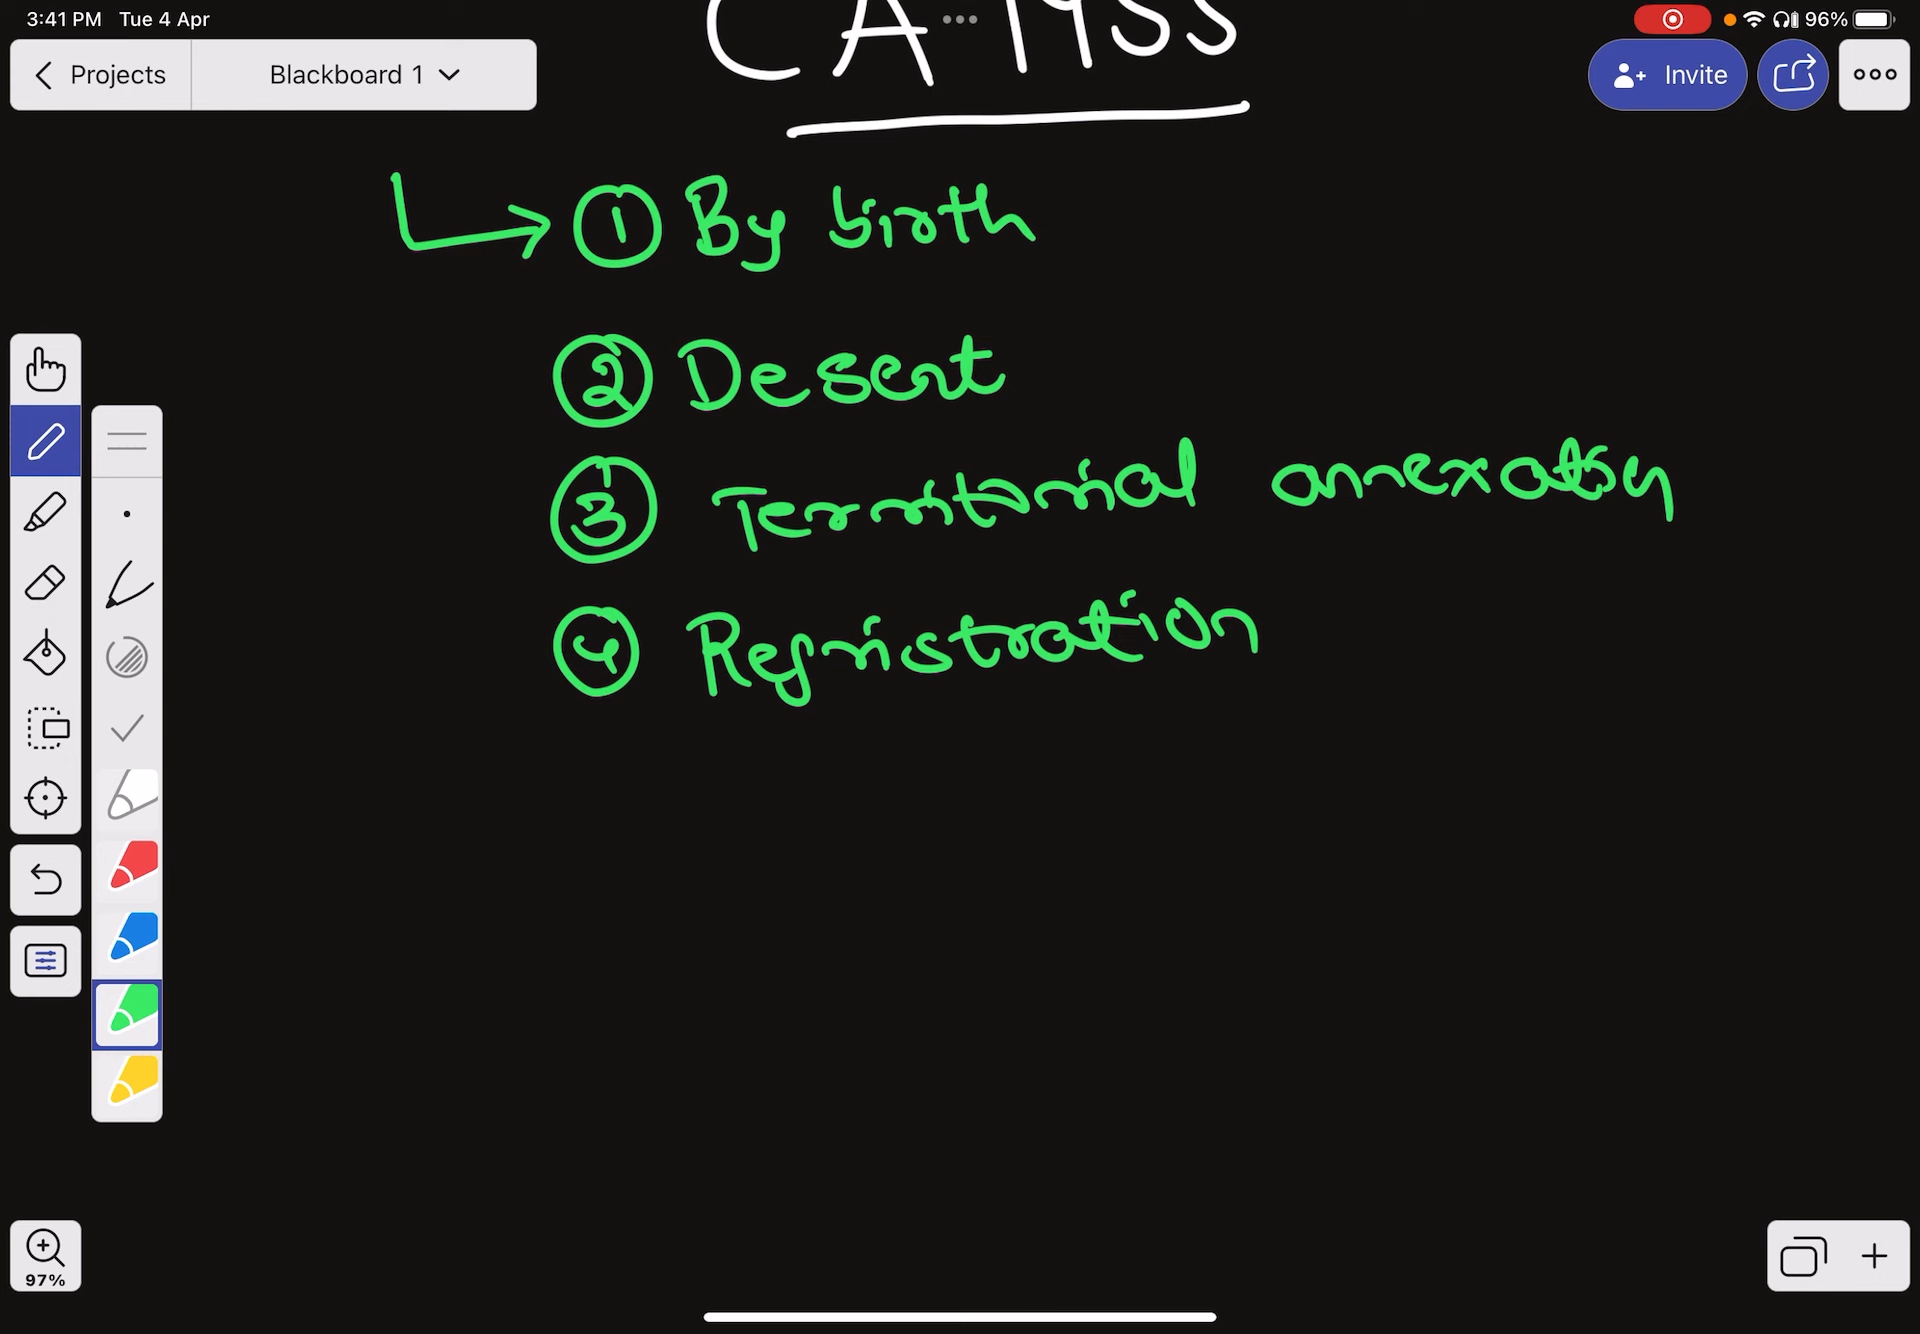 3:41 PM Tue 4 Apr
96%
CA 1955
Projects
Blackboard 1
Invite
① By birth
② Desent
③ Territorial annexation
④ Registration
97%